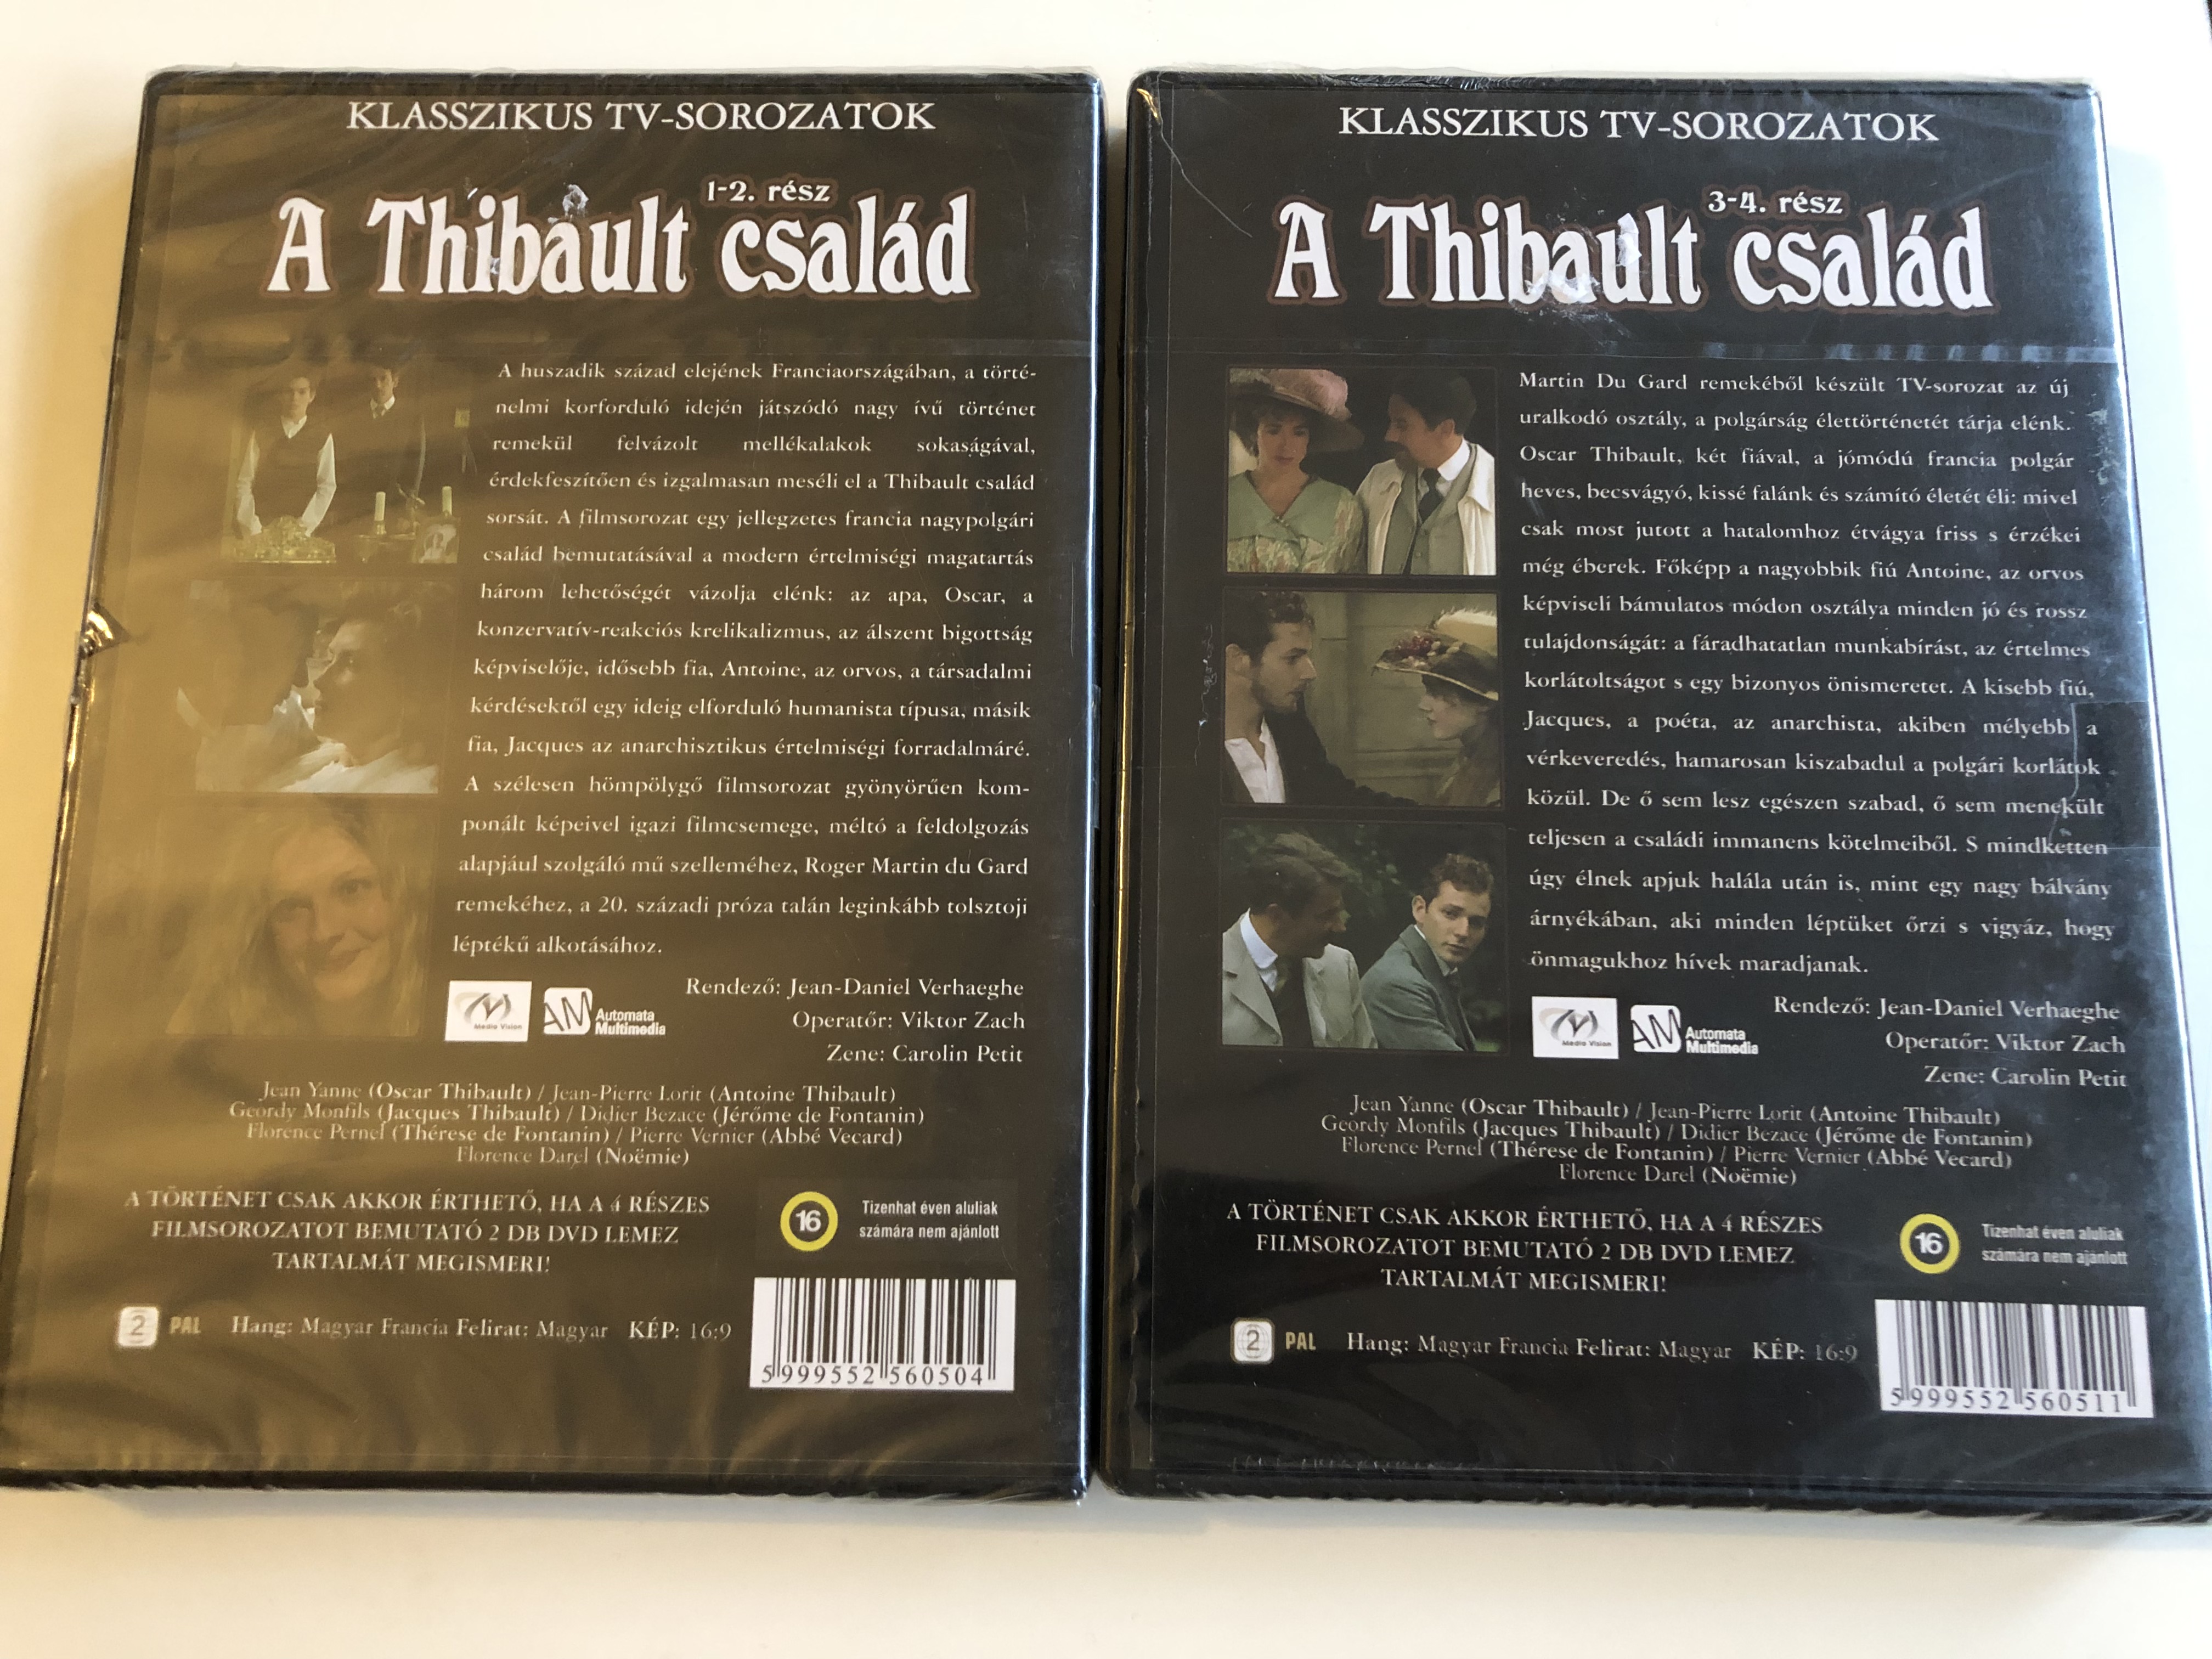 KLASSZIKUS TV-SOROZATOK
1-2. rész
A Thibault család
A huszadik század elejének Franciaországában, a törté-
nelmi korforduló idején játszódó nagy ívű történet
remekül felvázolt mellékalakok sokaságával,
érdekfeszítően és izgalmasan meséli el a Thibault család
sorsát. A filmsorozat egy jellegzetes francia nagypolgári
család bemutatásával a modern értelmiségi magatartás
három lehetőségét vázolja elénk: az apa, Oscar, a
konzervatív-reakciós krelikalizmus, az álszent bigottság
képviselője, idősebb fia, Antoine, az orvos, a társadalmi
kérdésektől egy ideig elforduló humanista típusa, másik
fia, Jacques az anarchisztikus értelmiségi forradalmáré.
A szélesen hömpölygő filmsorozat gyönyörűen kom-
ponált képeivel igazi filmcsemege, méltó a feldolgozás
alapjául szolgáló mű szelleméhez, Roger Martin du Gard
remekéhez, a 20. századi próza talán leginkább tolsztoji
léptékű alkotásához.
Media Vision
AM Automata
Multimedia
Rendező: Jean-Daniel Verhaeghe
Operatőr: Viktor Zach
Zene: Carolin Petit
Jean Yanne (Oscar Thibault) / Jean-Pierre Lorit (Antoine Thibault)
Geordy Monfils (Jacques Thibault) / Didier Bezace (Jérőme de Fontanin)
Florence Pernel (Thérese de Fontanin) / Pierre Vernier (Abbé Vecard)
Florence Darel (Noëmie)
A TÖRTÉNET CSAK AKKOR ÉRTHETŐ, HA A 4 RÉSZES
FILMSOROZATOT BEMUTATÓ 2 DB DVD LEMEZ
TARTALMÁT MEGISMERI!
16
Tizenhat éven aluliak
számára nem ajánlott
2 PAL Hang: Magyar Francia Felirat: Magyar KÉP: 16:9
5 999552 560504
KLASSZIKUS TV-SOROZATOK
3-4. rész
A Thibault család
Martin Du Gard remekéből készült TV-sorozat az új
uralkodó osztály, a polgárság élettörténetét tárja elénk.
Oscar Thibault, két fiával, a jómódú francia polgár
heves, becsvágyó, kissé falánk és számító életét éli: mivel
csak most jutott a hatalomhoz étvágya friss s érzékei
még éberek. Főképp a nagyobbik fiú Antoine, az orvos
képviseli bámulatos módon osztálya minden jó és rossz
tulajdonságát: a fáradhatatlan munkabírást, az értelmes
korlátoltságot s egy bizonyos önismeretet. A kisebb fiú,
Jacques, a poéta, az anarchista, akiben mélyebb a
vérkeveredés, hamarosan kiszabadul a polgári korlátok
közül. De ő sem lesz egészen szabad, ő sem menekült
teljesen a családi immanens kötelmeiből. S mindketten
úgy élnek apjuk halála után is, mint egy nagy bálvány
árnyékában, aki minden léptüket őrzi s vigyáz, hogy
önmagukhoz hívek maradjanak.
Media Vision
AM Automata
Multimedia
Rendező: Jean-Daniel Verhaeghe
Operatőr: Viktor Zach
Zene: Carolin Petit
Jean Yanne (Oscar Thibault) / Jean-Pierre Lorit (Antoine Thibault)
Geordy Monfils (Jacques Thibault) / Didier Bezace (Jérőme de Fontanin)
Florence Pernel (Thérese de Fontanin) / Pierre Vernier (Abbé Vecard)
Florence Darel (Noëmie)
A TÖRTÉNET CSAK AKKOR ÉRTHETŐ, HA A 4 RÉSZES
FILMSOROZATOT BEMUTATÓ 2 DB DVD LEMEZ
TARTALMÁT MEGISMERI!
16
Tizenhat éven aluliak
számára nem ajánlott
2 PAL Hang: Magyar Francia Felirat: Magyar KÉP: 16:9
5 999552 560511